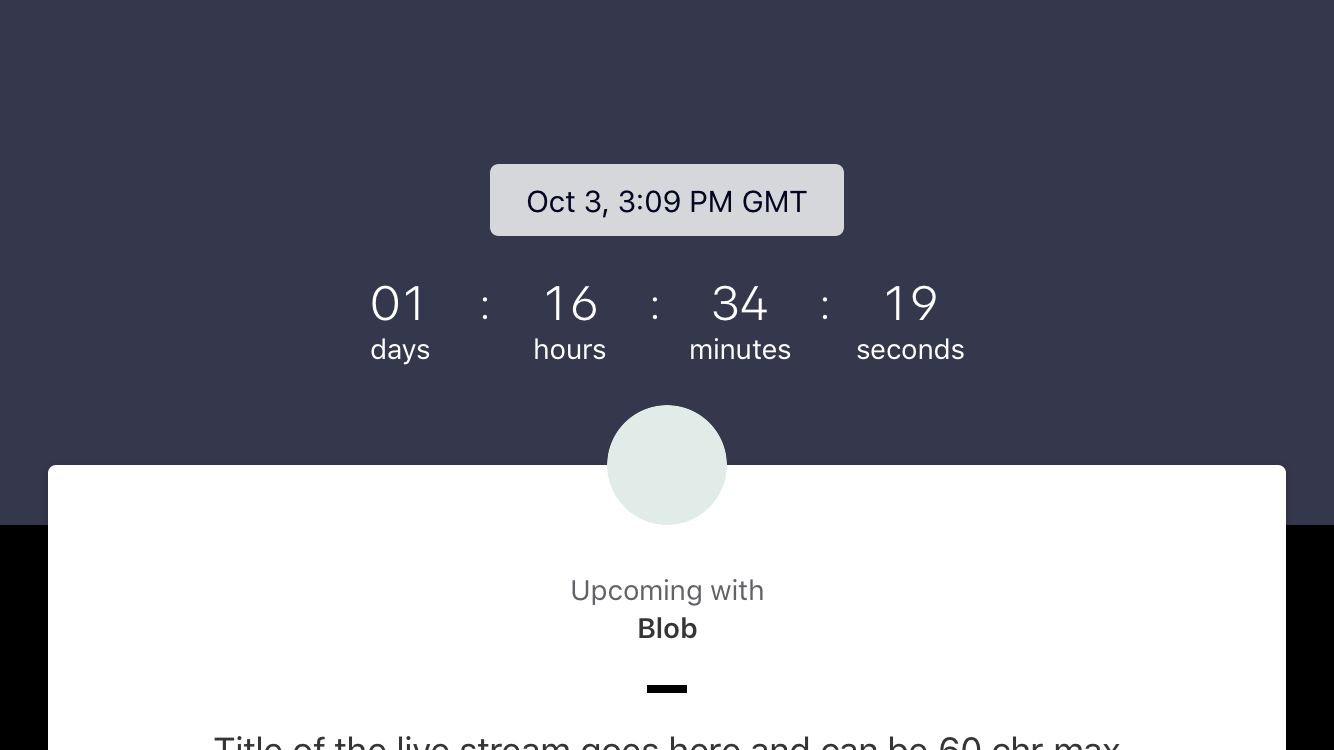 Oct 3, 3:09 PM GMT
01 : 16 : 34 : 19
days hours minutes seconds
Upcoming with
Blob
Title of the live stream goes here and can be 60 chr max